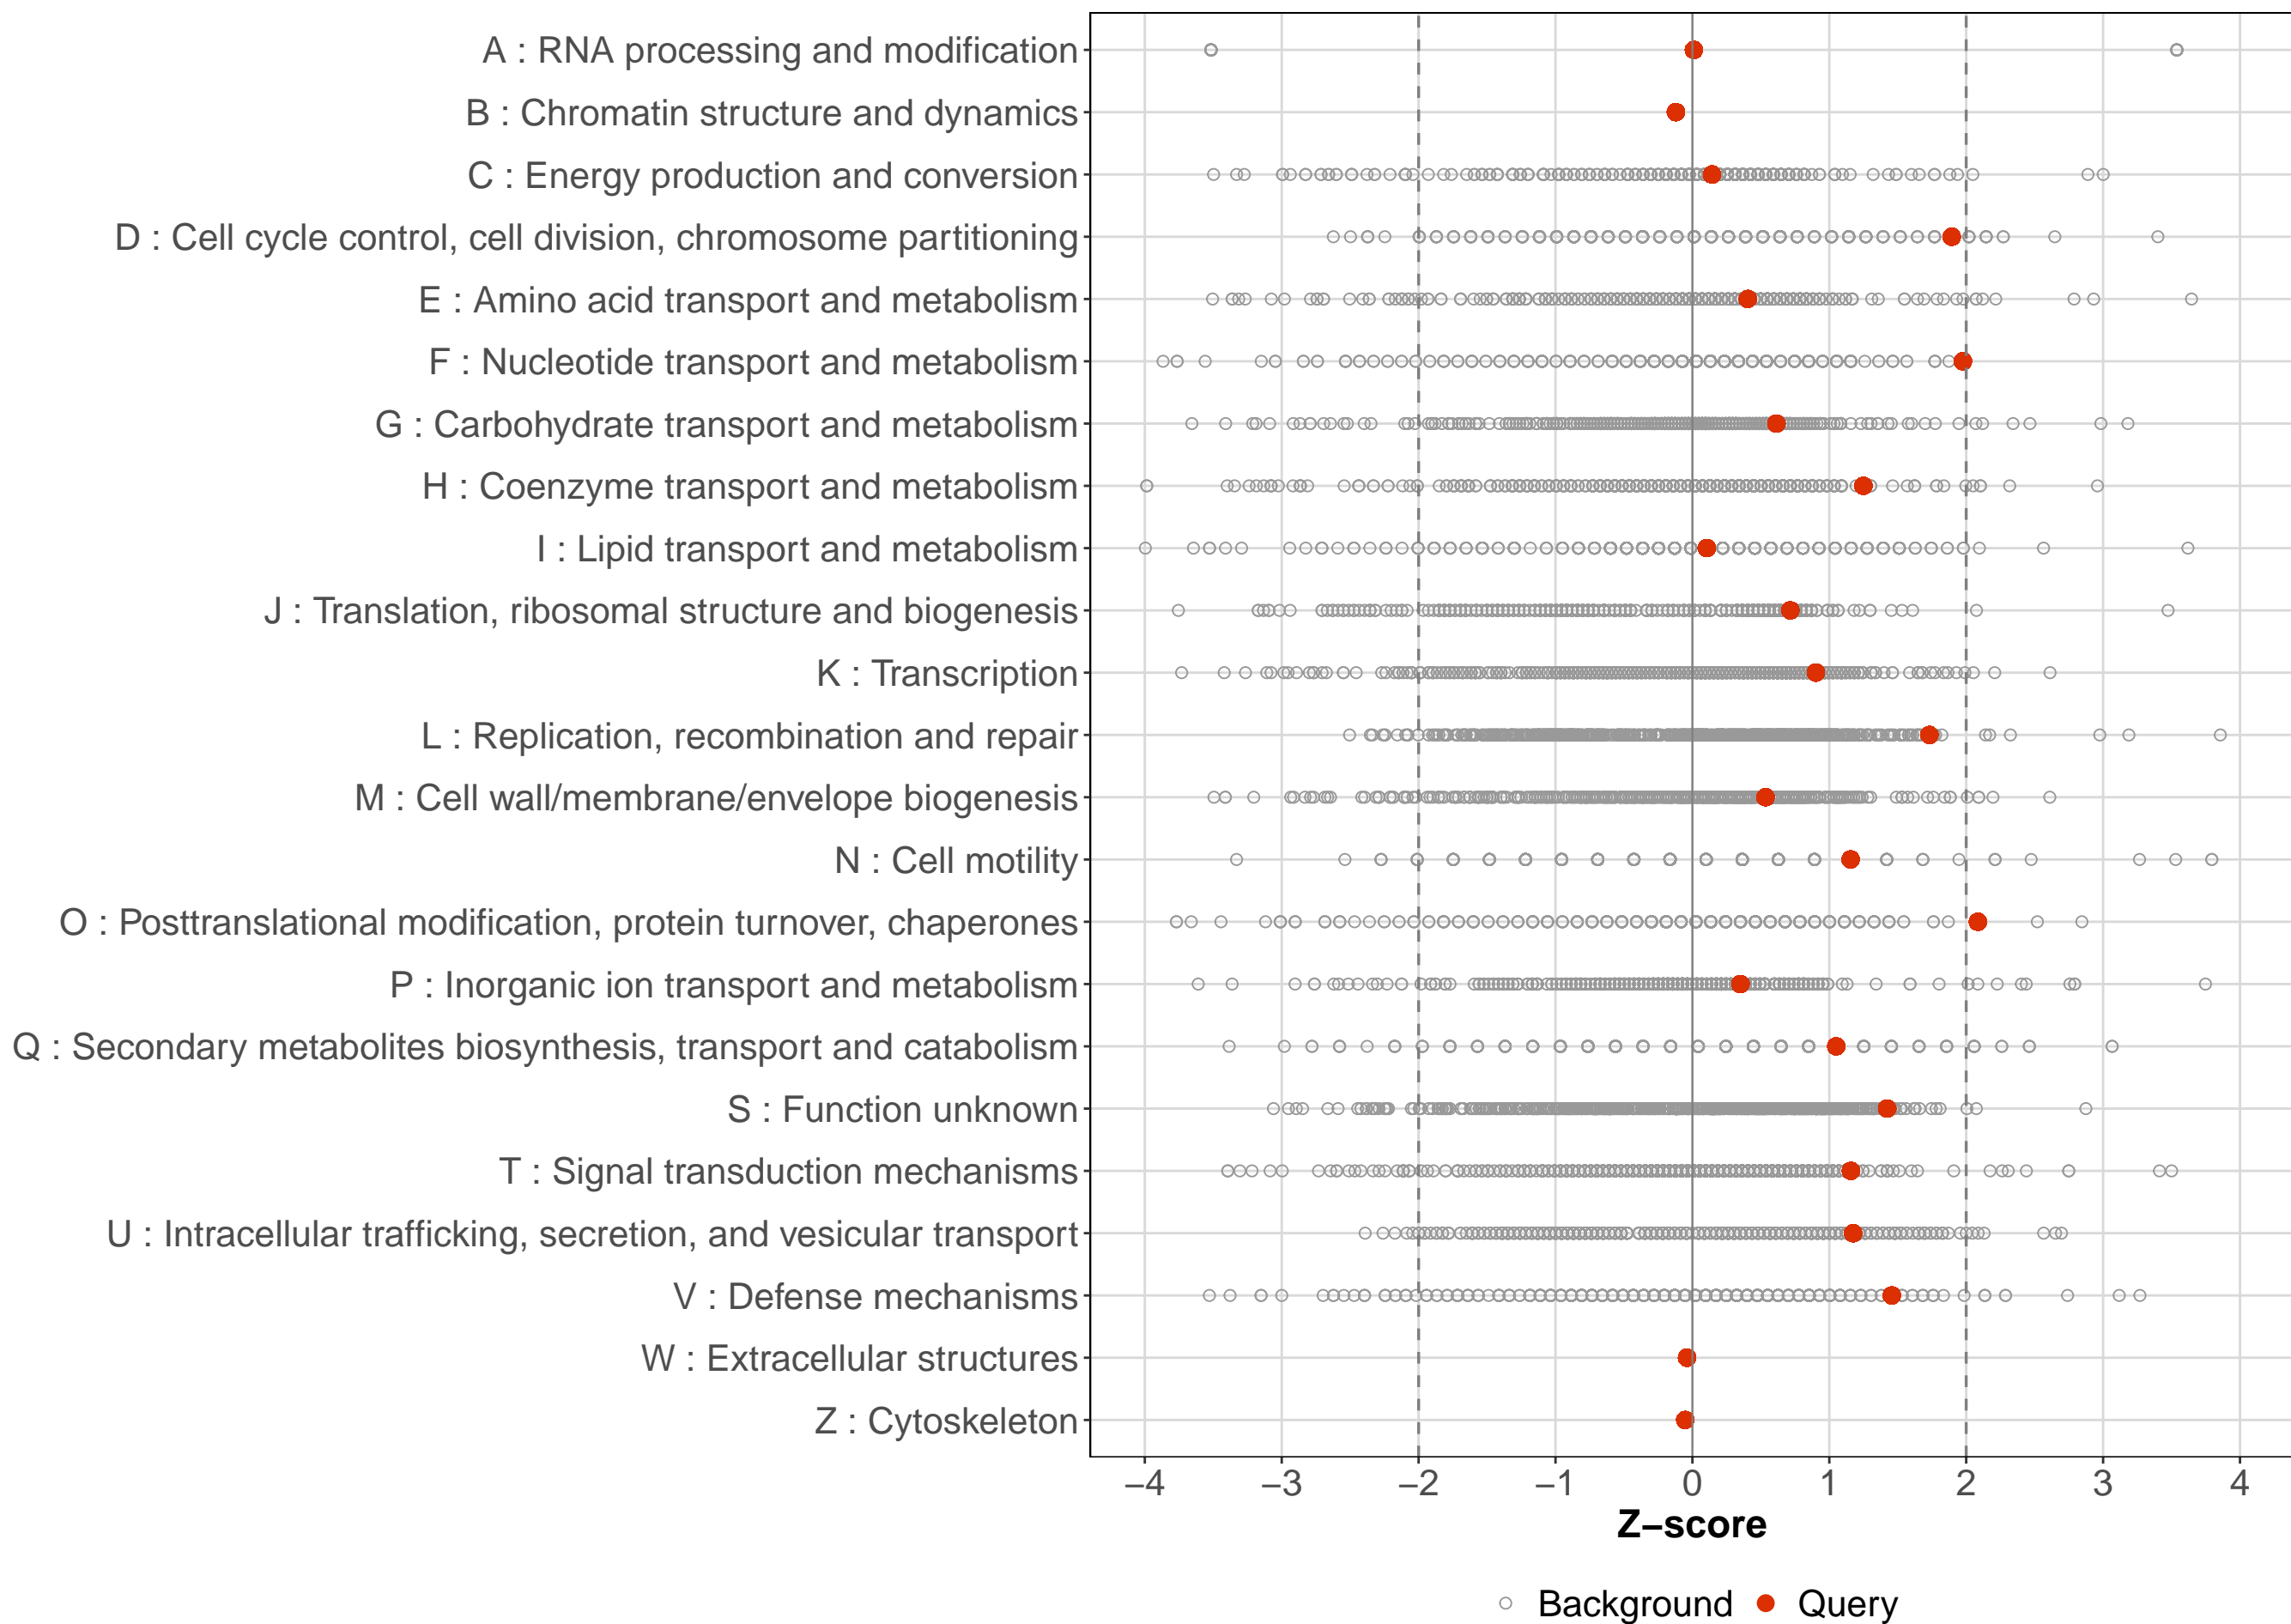 A : RNA processing and modification
B : Chromatin structure and dynamics
C : Energy production and conversion
D : Cell cycle control, cell division, chromosome partitioning
E : Amino acid transport and metabolism
F : Nucleotide transport and metabolism
G : Carbohydrate transport and metabolism
H : Coenzyme transport and metabolism
I : Lipid transport and metabolism
J : Translation, ribosomal structure and biogenesis
K : Transcription
L : Replication, recombination and repair
M : Cell wall/membrane/envelope biogenesis
N : Cell motility
O : Posttranslational modification, protein turnover, chaperones
P : Inorganic ion transport and metabolism
Q : Secondary metabolites biosynthesis, transport and catabolism
S : Function unknown
T : Signal transduction mechanisms
U : Intracellular trafficking, secretion, and vesicular transport
V : Defense mechanisms
W : Extracellular structures
Z : Cytoskeleton
−4 −3 −2 −1 0 1 2 3 4
Z−score
Background Query